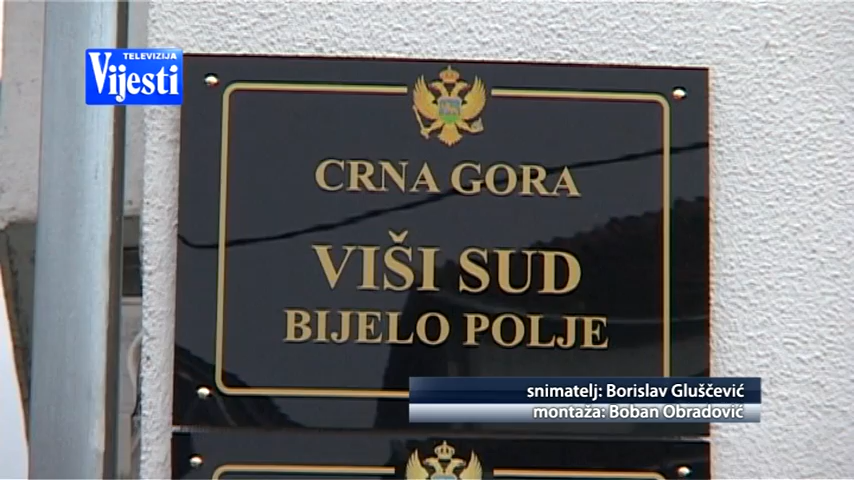 TELEVIZIJA
Vijesti
CRNA GORA
VIŠI SUD
BIJELO POLJE
snimatelj: Borislav Gluščević
montaža: Boban Obradović